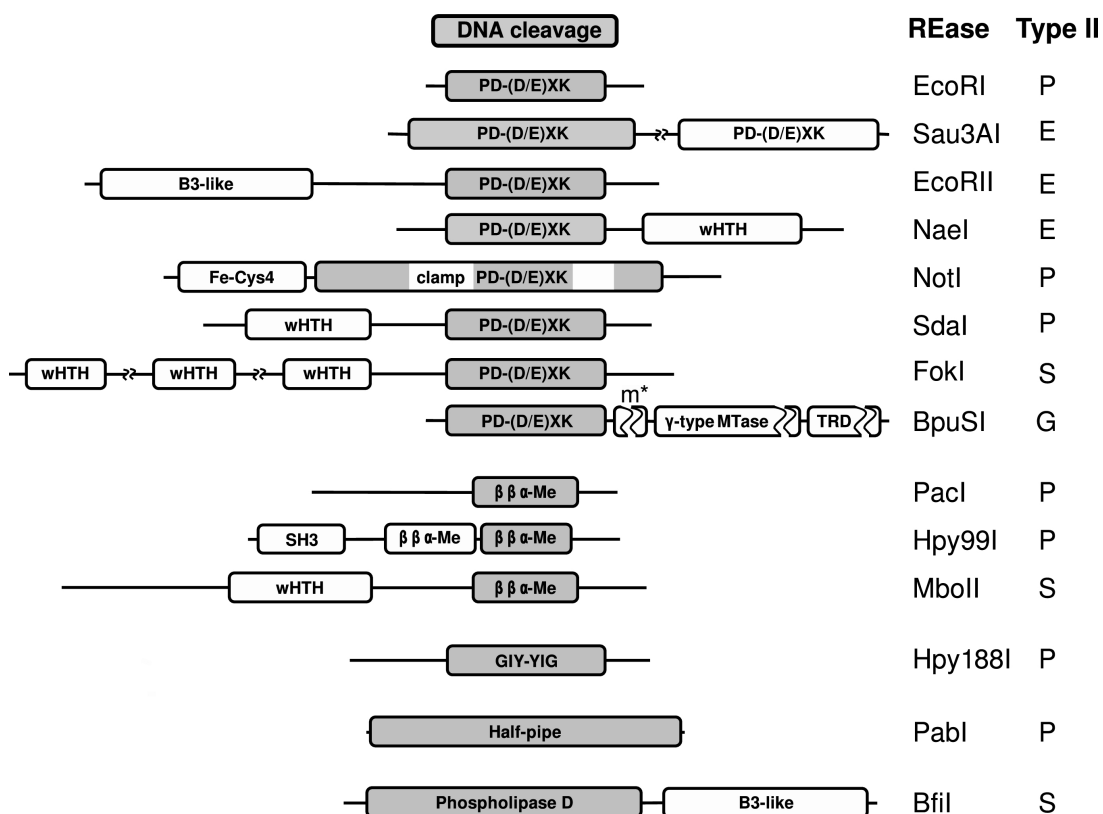 DNA cleavage REase Type II
PD-(D/E)XK EcoRI P
PD-(D/E)XK PD-(D/E)XK Sau3AI E
B3-like PD-(D/E)XK EcoRII E
PD-(D/E)XK wHTH NaeI E
Fe-Cys4 clamp PD-(D/E)XK NotI P
wHTH PD-(D/E)XK SdaI P
wHTH wHTH wHTH PD-(D/E)XK FokI S
m*
PD-(D/E)XK γ-type MTase TRD BpuSI G
β β α-Me PacI P
SH3 β β α-Me β β α-Me Hpy99I P
wHTH β β α-Me MboII S
GIY-YIG Hpy188I P
Half-pipe PabI P
Phospholipase D B3-like BfiI S